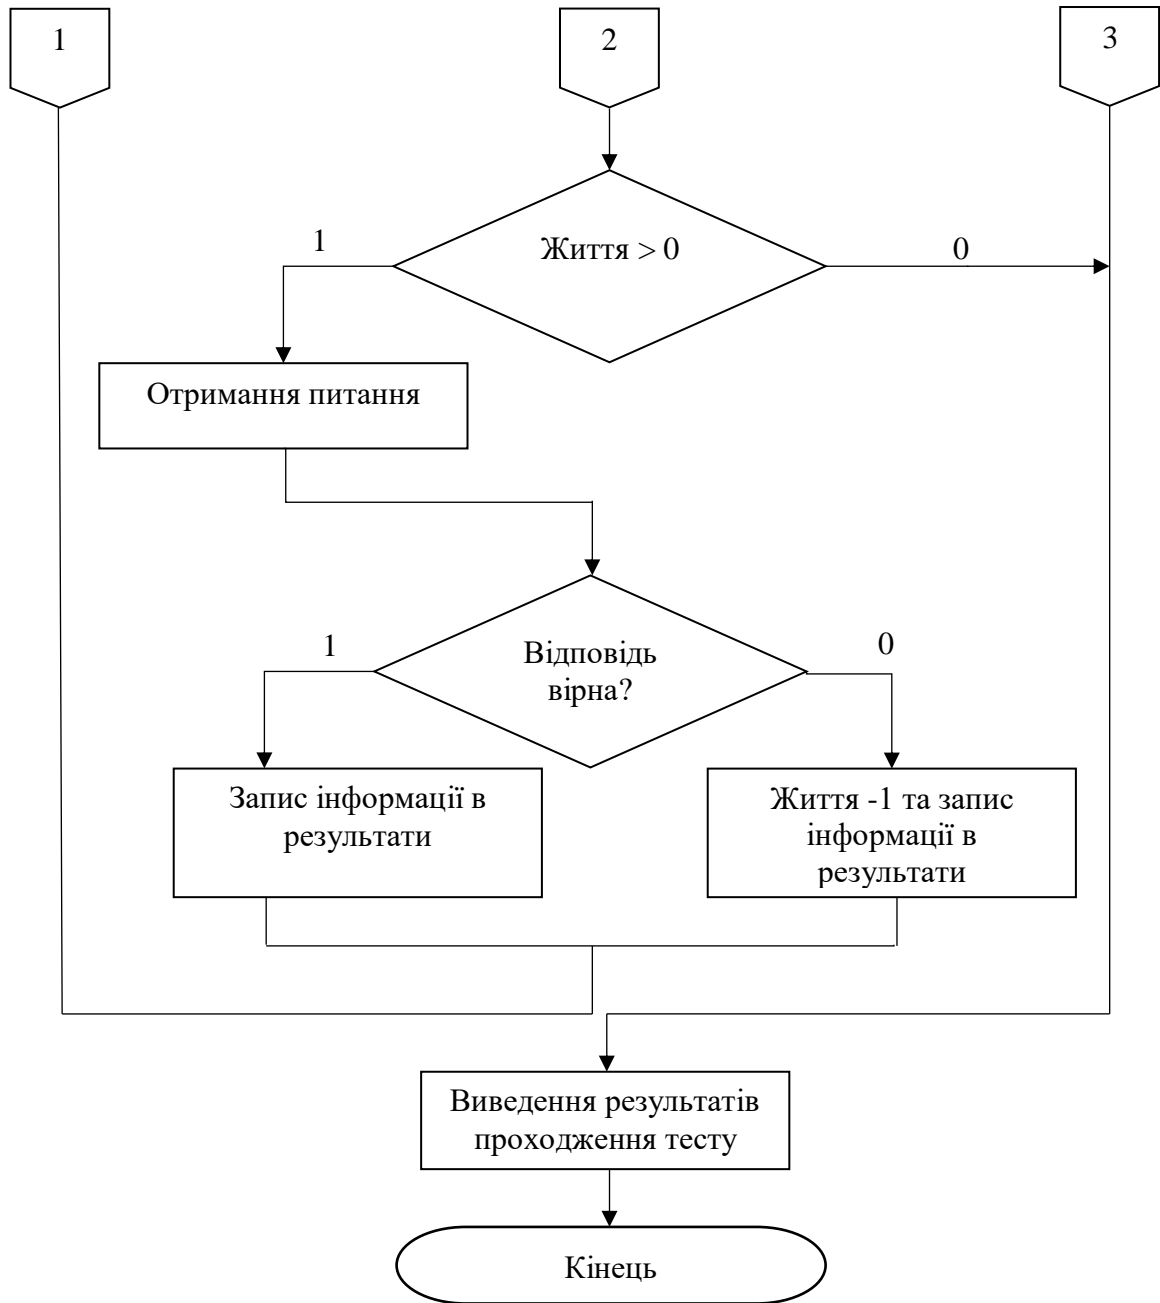 1
2
3
Життя > 0
1
0
Отримання питання
Відповідь
вірна?
1
0
Запис інформації в
результати
Життя -1 та запис
інформації в
результати
Виведення результатів
проходження тесту
Кінець